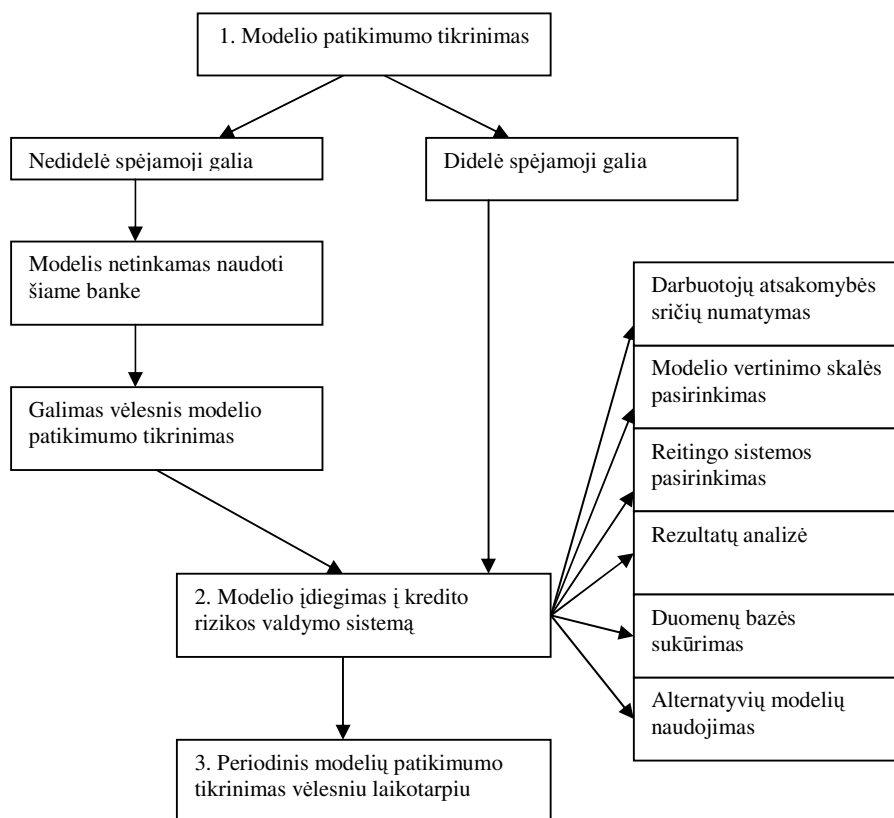 1. Modelio patikimumo tikrinimas
Nedidelė spėjamoji galia
Didelė spėjamoji galia
Modelis netinkamas naudoti
šiame banke
Galimas vėlesnis modelio
patikimumo tikrinimas
Darbuotojų atsakomybės
sričių numatymas
Modelio vertinimo skalės
pasirinkimas
Reitingo sistemos
pasirinkimas
Rezultatų analizė
Duomenų bazės
sukūrimas
Alternatyvių modelių
naudojimas
2. Modelio įdiegimas į kredito
rizikos valdymo sistemą
3. Periodinis modelių patikimumo
tikrinimas vėlesniu laikotarpiu